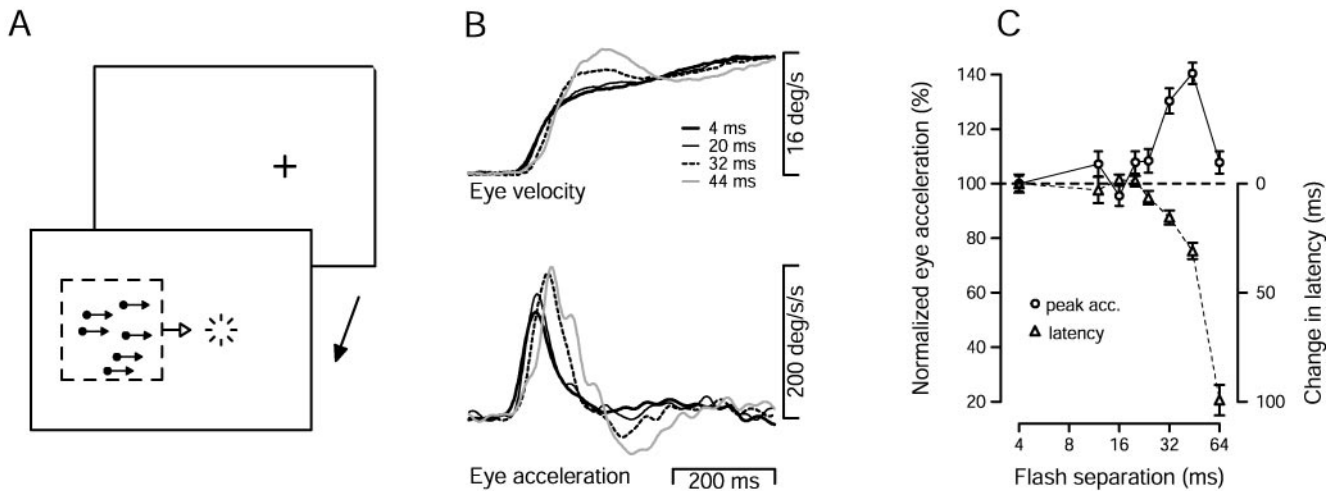 A
B
16 deg/s
4 ms
20 ms
32 ms
44 ms
Eye velocity
200 deg/s/s
Eye acceleration
200 ms
C
Normalized eye acceleration (%)
140
120
100
80
60
40
20
peak acc.
latency
0
50
100
Change in latency (ms)
4 8 16 32 64
Flash separation (ms)